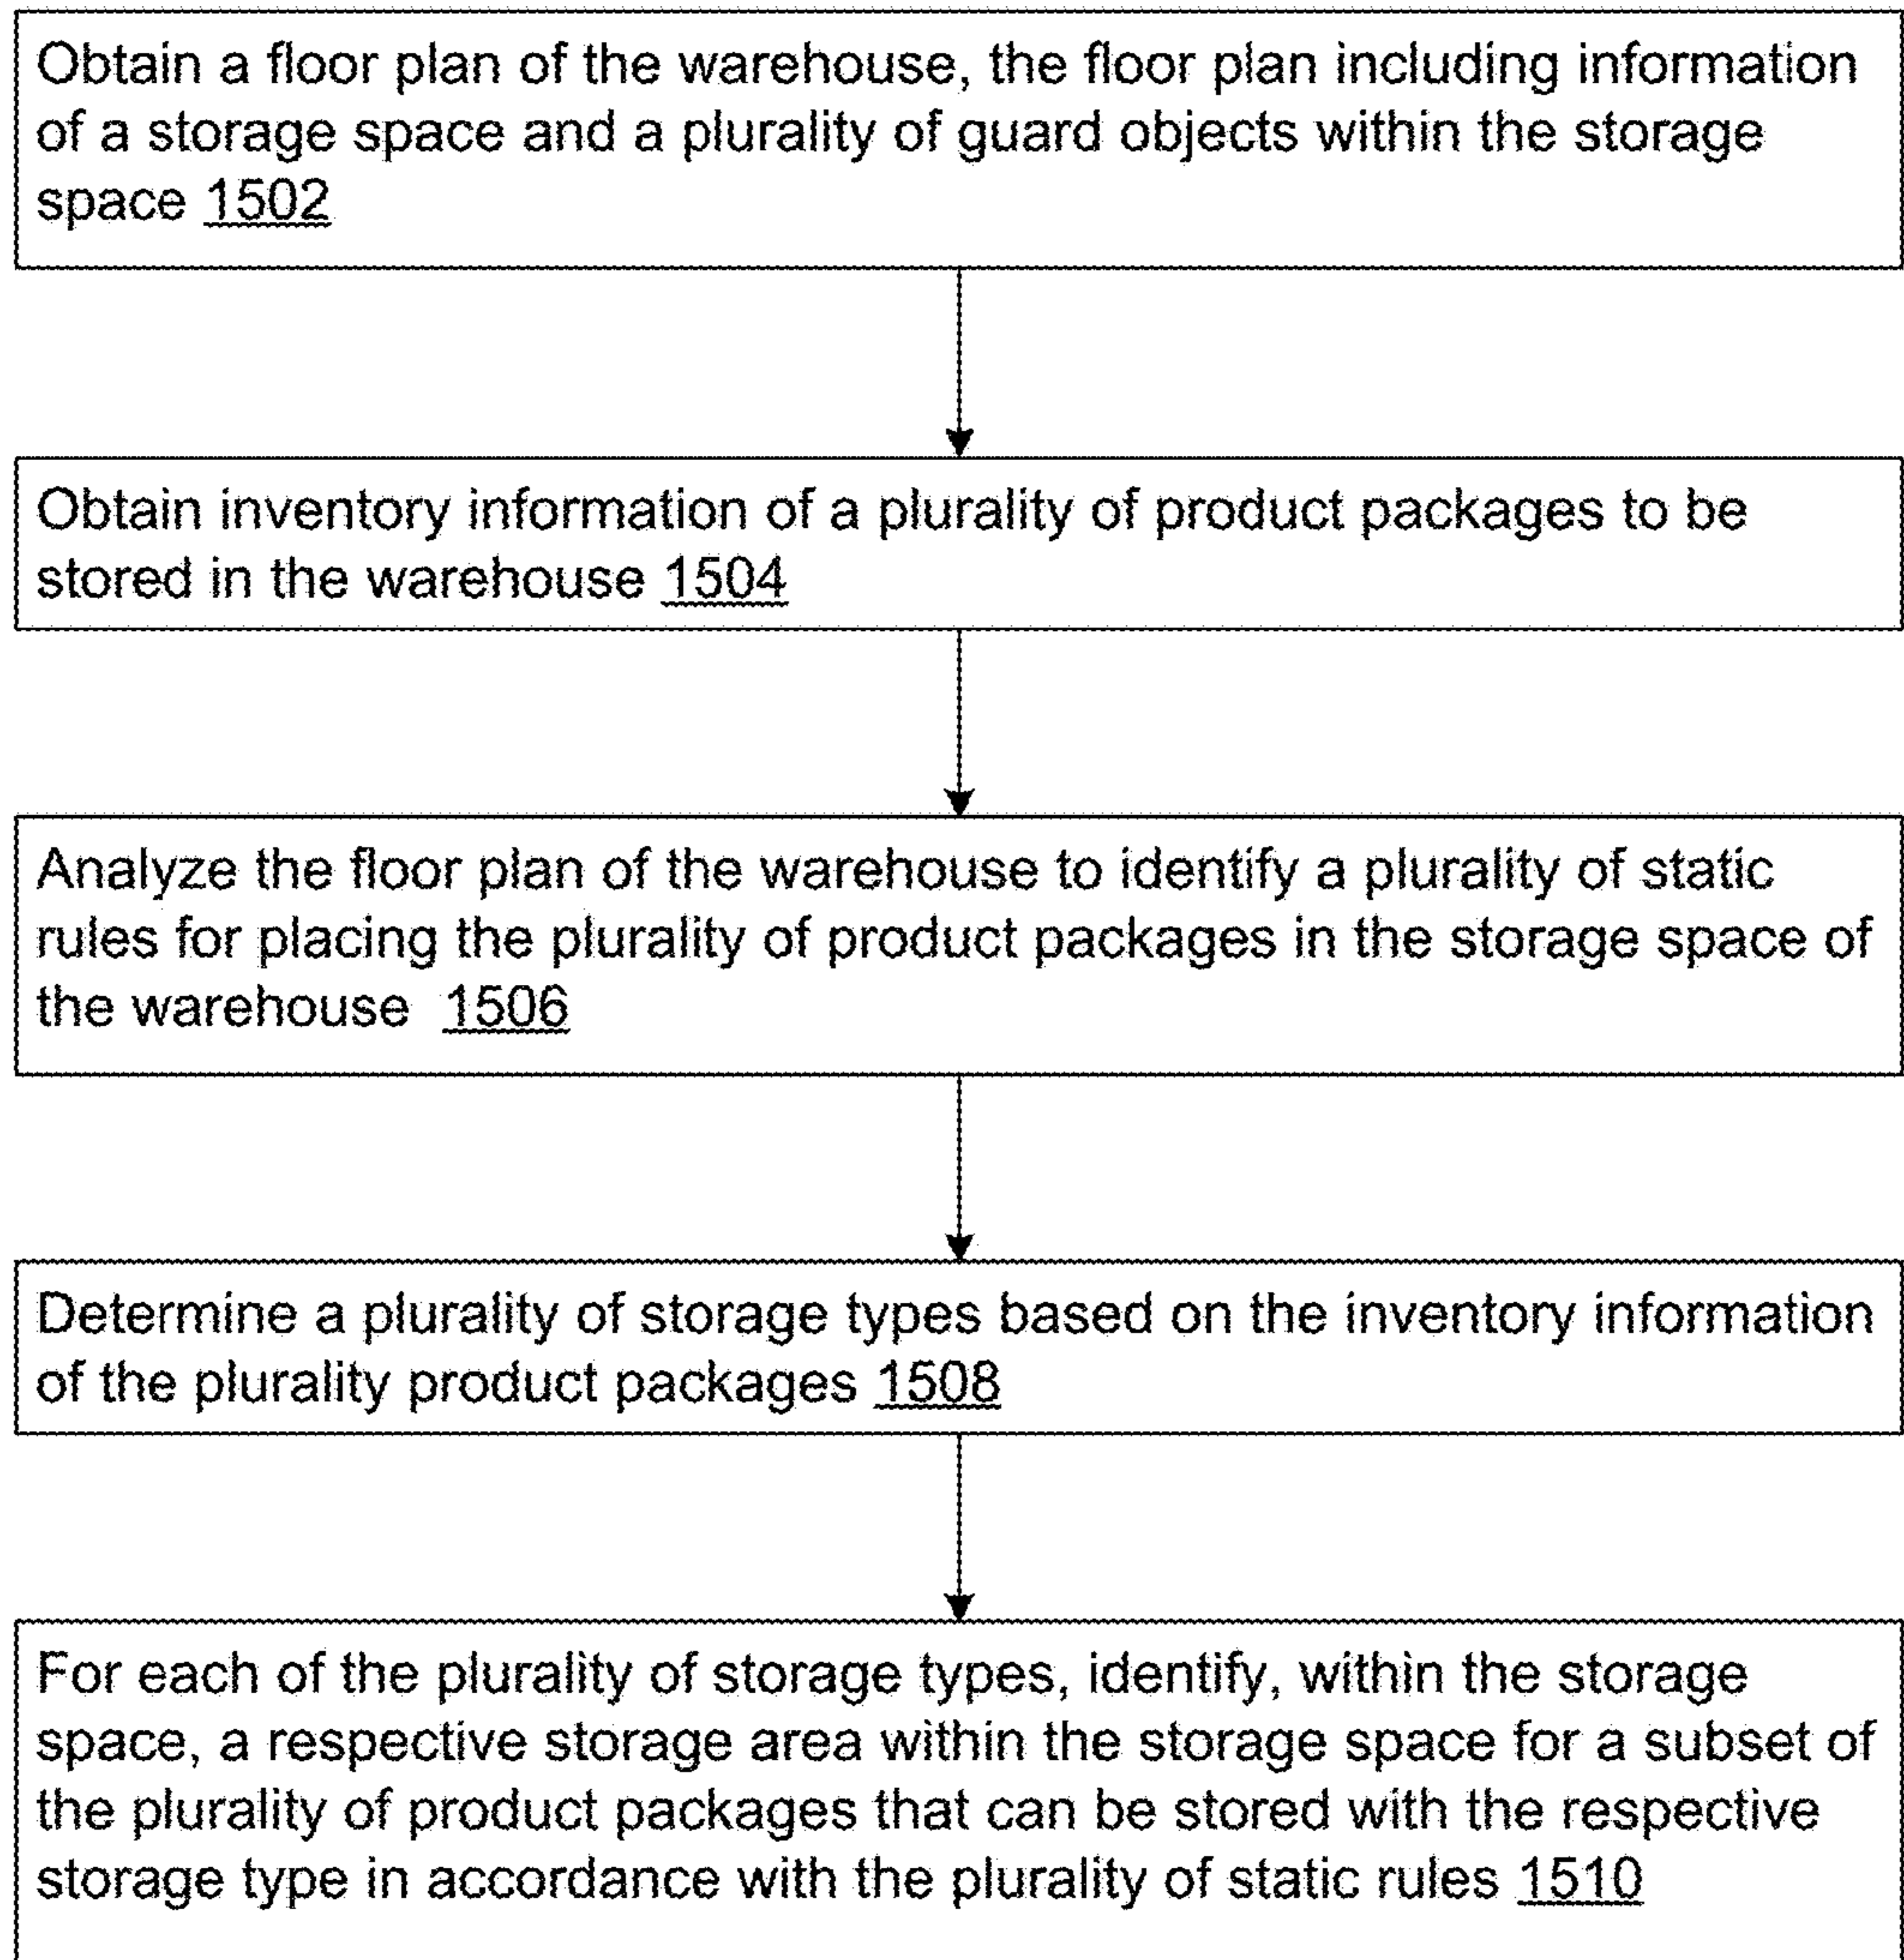 Obtain a floor plan of the warehouse, the floor plan including information
of a storage space and a plurality of guard objects within the storage
space 1502
Obtain inventory information of a plurality of product packages to be
stored in the warehouse 1504
Analyze the floor plan of the warehouse to identify a plurality of static
rules for placing the plurality of product packages in the storage space of
the warehouse 1506
Determine a plurality of storage types based on the inventory information
of the plurality product packages 1508
For each of the plurality of storage types, identify, within the storage
space, a respective storage area within the storage space for a subset of
the plurality of product packages that can be stored with the respective
storage type in accordance with the plurality of static rules 1510